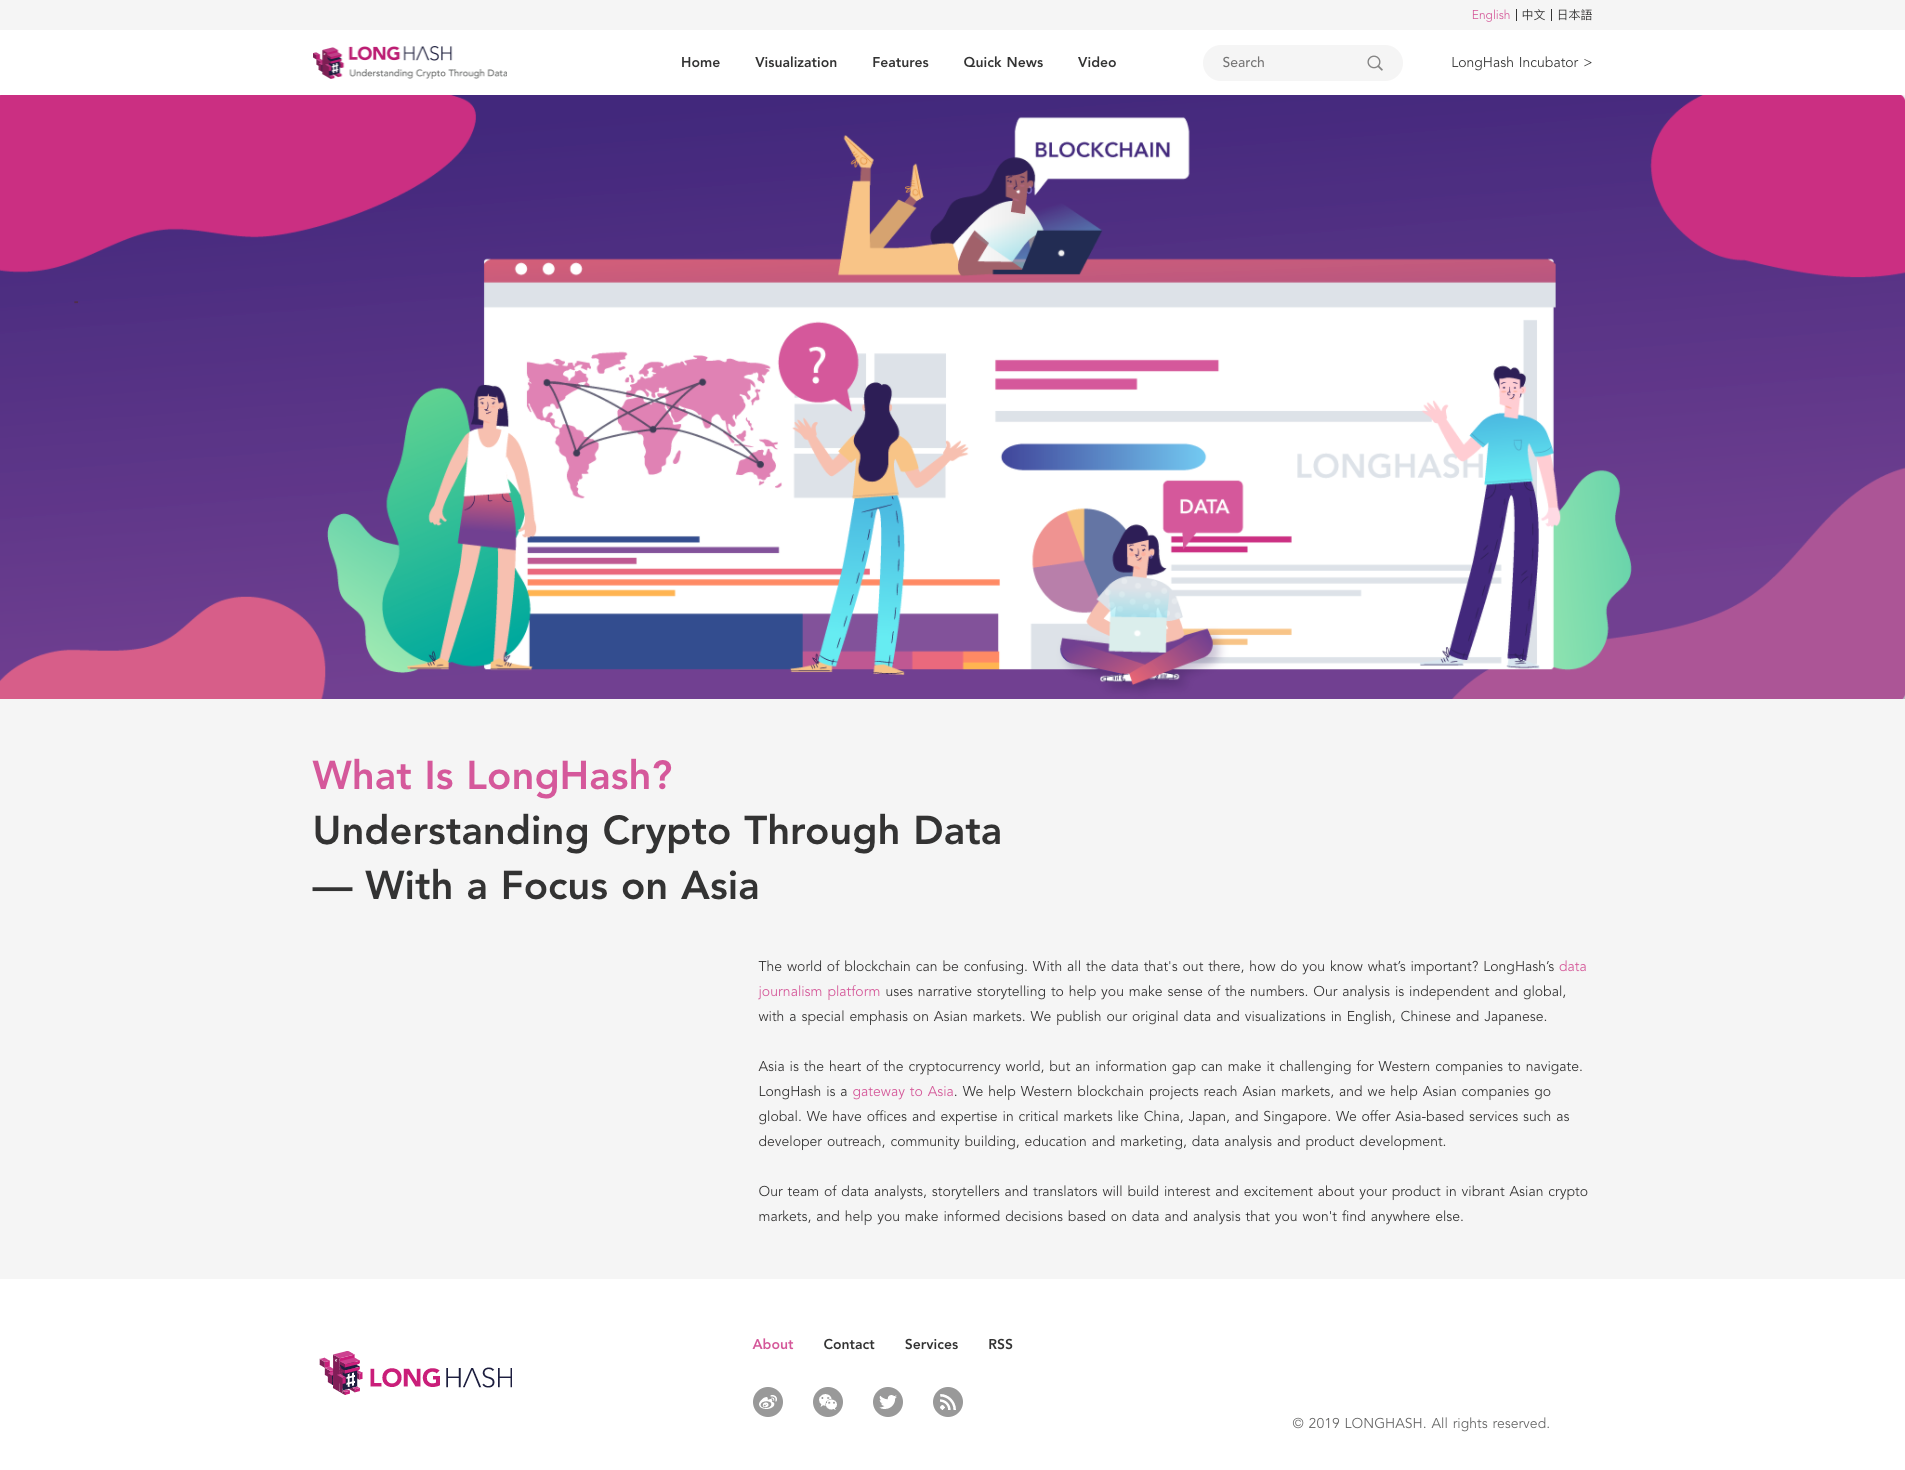 English | 中文 | 日本語
LONGHASH
Understanding Crypto Through Data
Home Visualization Features Quick News Video
Search
LongHash Incubator >
BLOCKCHAIN
?
LONGHASH
DATA
What Is LongHash?
Understanding Crypto Through Data
— With a Focus on Asia
The world of blockchain can be confusing. With all the data that's out there, how do you know what’s important? LongHash’s data
journalism platform uses narrative storytelling to help you make sense of the numbers. Our analysis is independent and global,
with a special emphasis on Asian markets. We publish our original data and visualizations in English, Chinese and Japanese.
Asia is the heart of the cryptocurrency world, but an information gap can make it challenging for Western companies to navigate.
LongHash is a gateway to Asia. We help Western blockchain projects reach Asian markets, and we help Asian companies go
global. We have offices and expertise in critical markets like China, Japan, and Singapore. We offer Asia-based services such as
developer outreach, community building, education and marketing, data analysis and product development.
Our team of data analysts, storytellers and translators will build interest and excitement about your product in vibrant Asian crypto
markets, and help you make informed decisions based on data and analysis that you won't find anywhere else.
About Contact Services RSS
LONGHASH
© 2019 LONGHASH. All rights reserved.